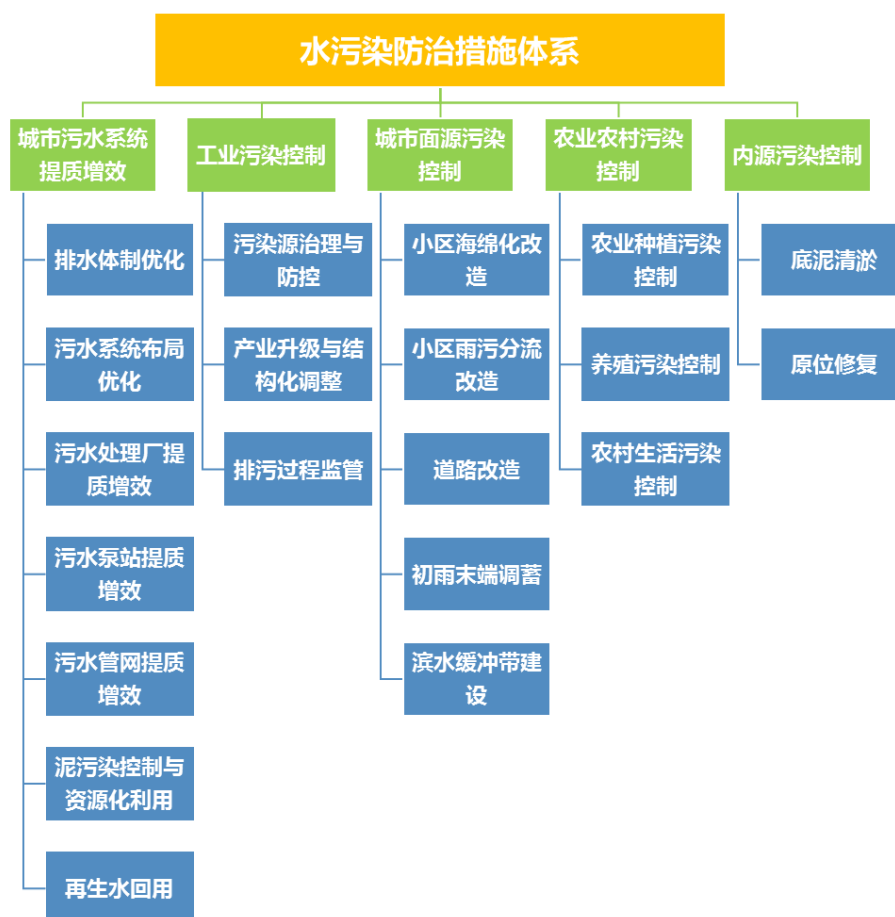 水污染防治措施体系
城市污水系统
提质增效
工业污染控制
城市面源污染
控制
农业农村污染
控制
内源污染控制
排水体制优化
污水系统布局
优化
污水处理厂提
质增效
污水泵站提质
增效
污水管网提质
增效
泥污染控制与
资源化利用
再生水回用
污染源治理与
防控
产业升级与结
构化调整
排污过程监管
小区海绵化改
造
小区雨污分流
改造
道路改造
初雨末端调蓄
滨水缓冲带建
设
农业种植污染
控制
养殖污染控制
农村生活污染
控制
底泥清淤
原位修复